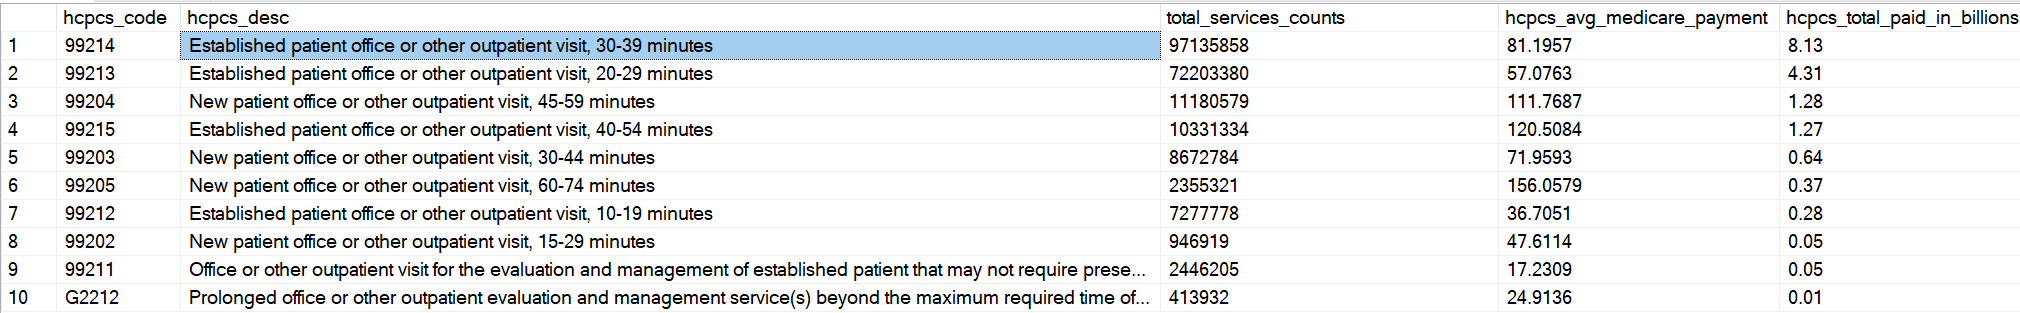 hcpcs_code hcpcs_desc total_services_counts hcpcs_avg_medicare_payment hcpcs_total_paid_in_billions
1 99214 Established patient office or other outpatient visit, 30-39 minutes 97135858 81.1957 8.13
2 99213 Established patient office or other outpatient visit, 20-29 minutes 72203380 57.0763 4.31
3 99204 New patient office or other outpatient visit, 45-59 minutes 11180579 111.7687 1.28
4 99215 Established patient office or other outpatient visit, 40-54 minutes 10331334 120.5084 1.27
5 99203 New patient office or other outpatient visit, 30-44 minutes 8672784 71.9593 0.64
6 99205 New patient office or other outpatient visit, 60-74 minutes 2355321 156.0579 0.37
7 99212 Established patient office or other outpatient visit, 10-19 minutes 7277778 36.7051 0.28
8 99202 New patient office or other outpatient visit, 15-29 minutes 946919 47.6114 0.05
9 99211 Office or other outpatient visit for the evaluation and management of established patient that may not require prese... 2446205 17.2309 0.05
10 G2212 Prolonged office or other outpatient evaluation and management service(s) beyond the maximum required time of... 413932 24.9136 0.01